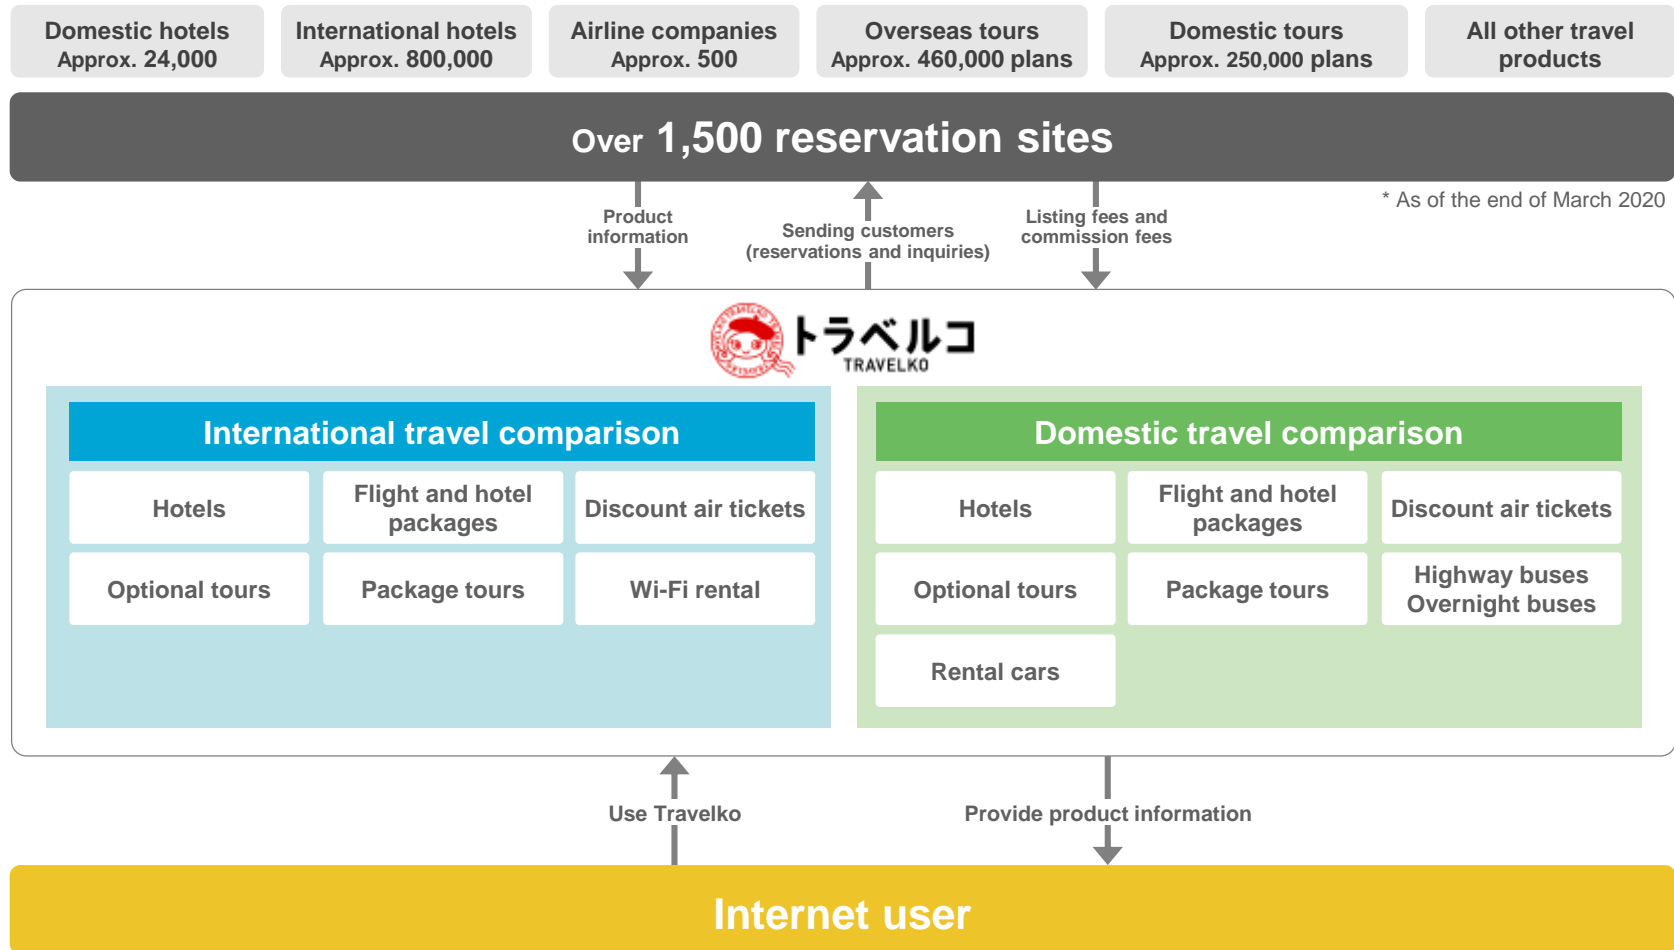 Domestic hotels
Approx. 24,000
International hotels
Approx. 800,000
Airline companies
Approx. 500
Overseas tours
Approx. 460,000 plans
Domestic tours
Approx. 250,000 plans
All other travel
products
Over 1,500 reservation sites
* As of the end of March 2020
Product
information
Sending customers
(reservations and inquiries)
Listing fees and
commission fees
トラベルコ
TRAVELKO
International travel comparison
Hotels
Flight and hotel
packages
Discount air tickets
Optional tours
Package tours
Wi-Fi rental
Domestic travel comparison
Hotels
Flight and hotel
packages
Discount air tickets
Optional tours
Package tours
Highway buses
Overnight buses
Rental cars
Use Travelko
Provide product information
Internet user